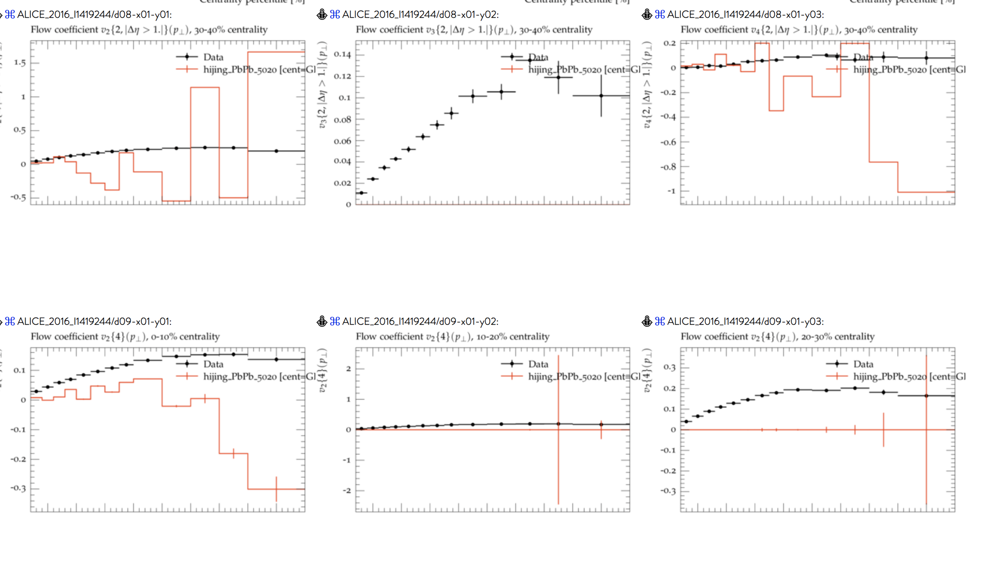 Centrality percentile [%]
Centrality percentile [%]
Centrality percentile [%]
⌘ ALICE_2016_I1419244/d08-x01-y01:
Flow coefficient v₂{2, |Δη > 1.|}(p⊥), 30-40% centrality
1.5
1
0.5
0
-0.5
Data
hijing_PbPb_5020 [cent=Gl
⌘ ALICE_2016_I1419244/d08-x01-y02:
Flow coefficient v₃{2, |Δη > 1.|}(p⊥), 30-40% centrality
v₃{2, |Δη > 1.|}(p⊥)
0.14
0.12
0.1
0.08
0.06
0.04
0.02
0
Data
hijing_PbPb_5020 [cent=Gl
⌘ ALICE_2016_I1419244/d08-x01-y03:
Flow coefficient v₄{2, |Δη > 1.|}(p⊥), 30-40% centrality
v₄{2, |Δη > 1.|}(p⊥)
0.2
0
-0.2
-0.4
-0.6
-0.8
-1
Data
hijing_PbPb_5020 [cent=Gl
⌘ ALICE_2016_I1419244/d09-x01-y01:
Flow coefficient v₂{4}(p⊥), 0-10% centrality
0.1
0
-0.1
-0.2
-0.3
Data
hijing_PbPb_5020 [cent=Gl
⌘ ALICE_2016_I1419244/d09-x01-y02:
Flow coefficient v₂{4}(p⊥), 10-20% centrality
v₂{4}(p⊥)
2
1
0
-1
-2
Data
hijing_PbPb_5020 [cent=Gl
⌘ ALICE_2016_I1419244/d09-x01-y03:
Flow coefficient v₂{4}(p⊥), 20-30% centrality
v₂{4}(p⊥)
0.3
0.2
0.1
0
-0.1
-0.2
-0.3
Data
hijing_PbPb_5020 [cent=Gl